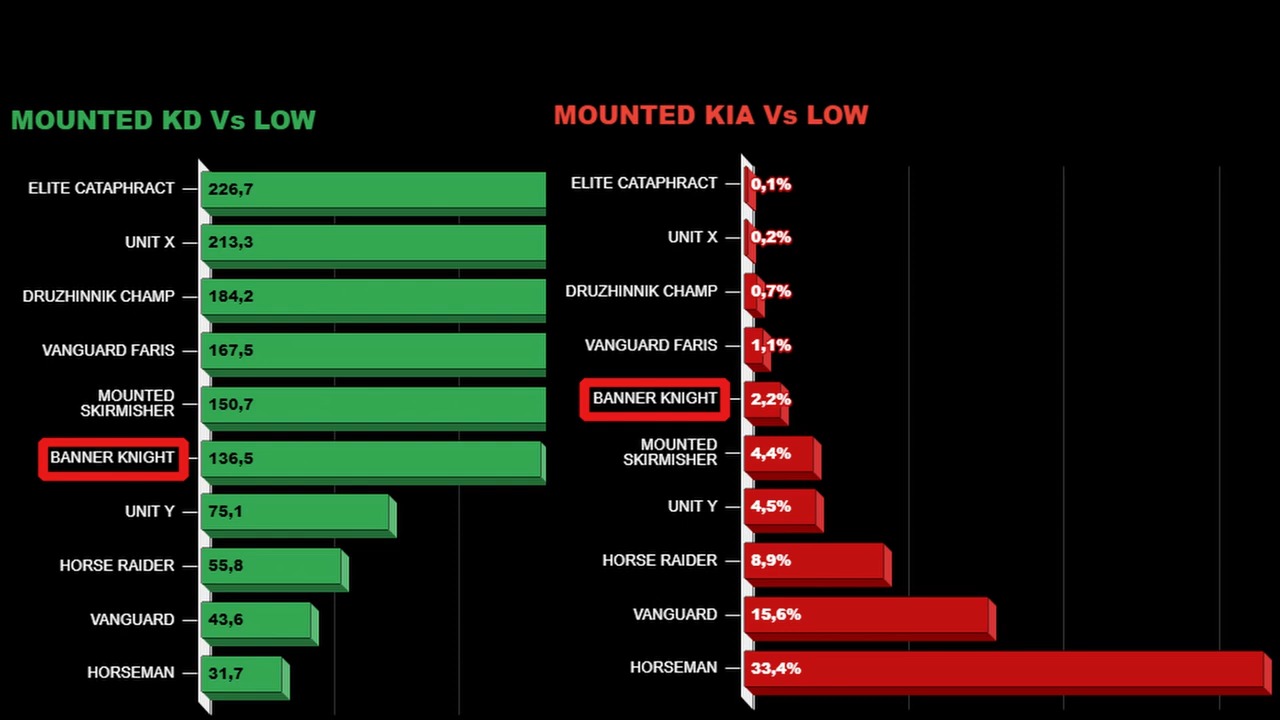 MOUNTED KD Vs LOW
ELITE CATAPHRACT 226,7
UNIT X 213,3
DRUZHINNIK CHAMP 184,2
VANGUARD FARIS 167,5
MOUNTED
SKIRMISHER 150,7
BANNER KNIGHT 136,5
UNIT Y 75,1
HORSE RAIDER 55,8
VANGUARD 43,6
HORSEMAN 31,7
MOUNTED KIA Vs LOW
ELITE CATAPHRACT 0,1%
UNIT X 0,2%
DRUZHINNIK CHAMP 0,7%
VANGUARD FARIS 1,1%
BANNER KNIGHT 2,2%
MOUNTED
SKIRMISHER 4,4%
UNIT Y 4,5%
HORSE RAIDER 8,9%
VANGUARD 15,6%
HORSEMAN 33,4%